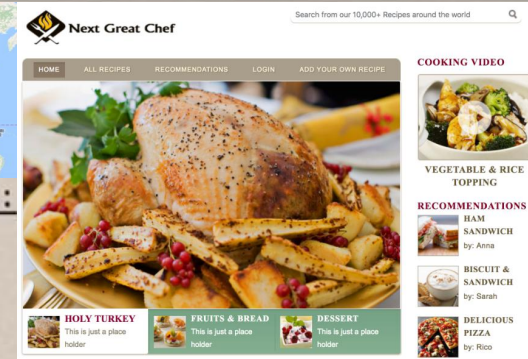 Next Great Chef
Search from our 10,000+ Recipes around the world
HOME ALL RECIPES RECOMMENDATIONS LOGIN ADD YOUR OWN RECIPE
COOKING VIDEO
VEGETABLE & RICE
TOPPING
RECOMMENDATIONS
HAM
SANDWICH
by: Anna
BISCUIT &
SANDWICH
by: Sarah
DELICIOUS
PIZZA
by: Rico
HOLY TURKEY
This is just a place
holder
FRUITS & BREAD
This is just a place
holder
DESSERT
This is just a place
holder